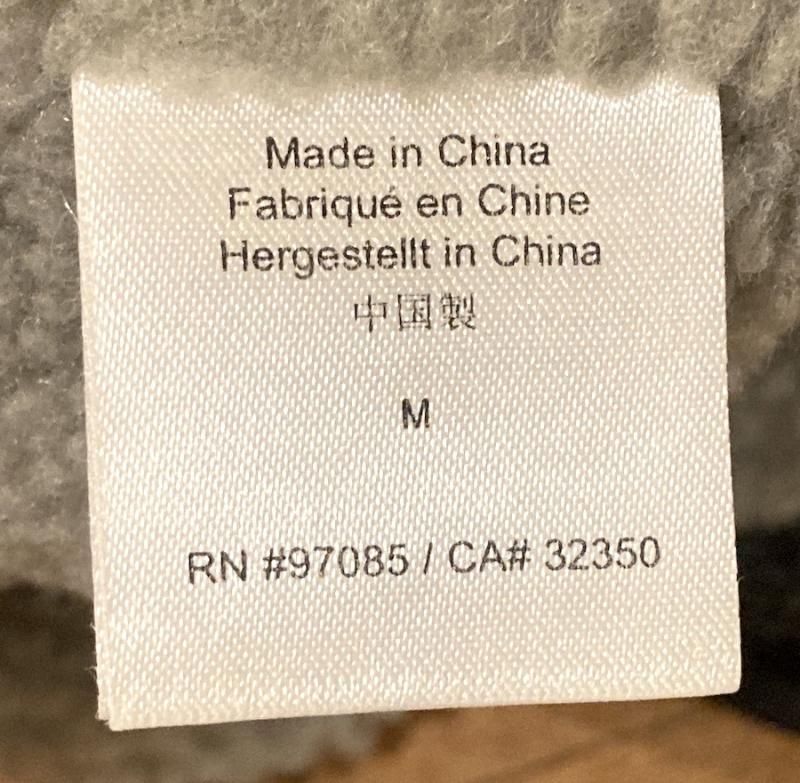 Made in China
Fabriqué en Chine
Hergestellt in China
中国製
M
RN #97085 / CA# 32350